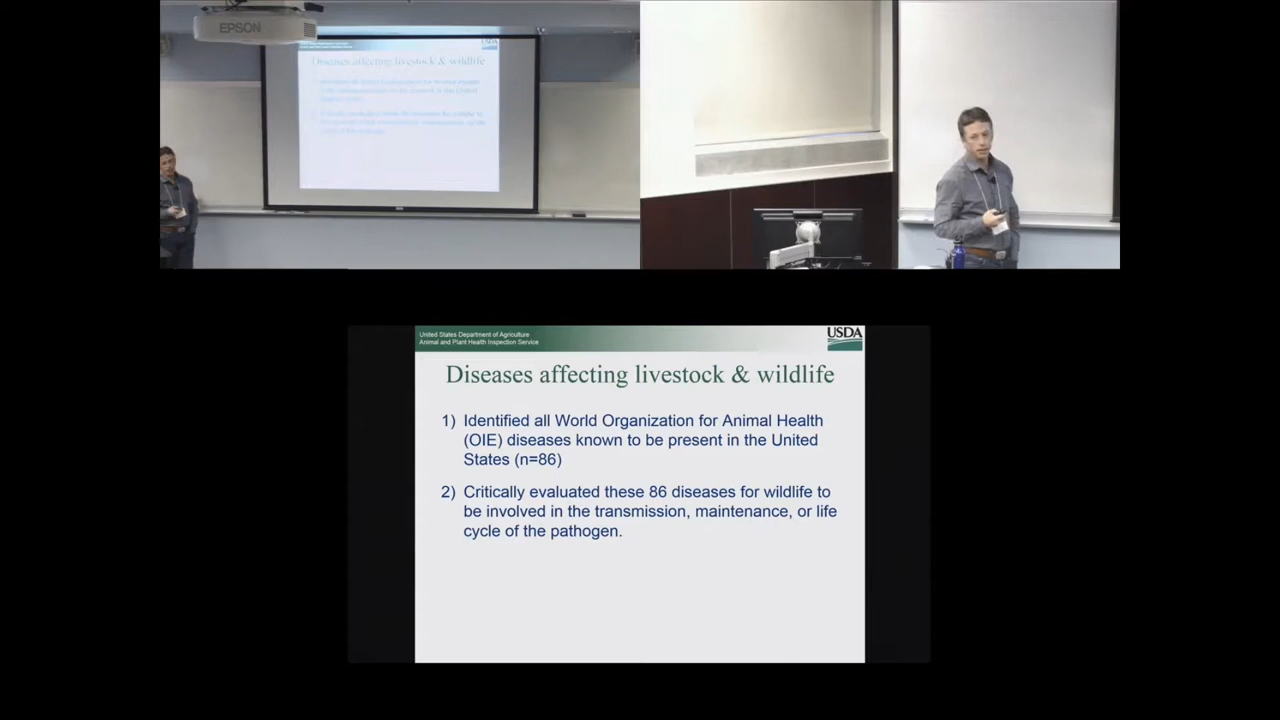 EPSON
Diseases affecting livestock & wildlife
United States Department of Agriculture
Animal and Plant Health Inspection Service
USDA
Diseases affecting livestock & wildlife
1) Identified all World Organization for Animal Health
(OIE) diseases known to be present in the United
States (n=86)
2) Critically evaluated these 86 diseases for wildlife to
be involved in the transmission, maintenance, or life
cycle of the pathogen.